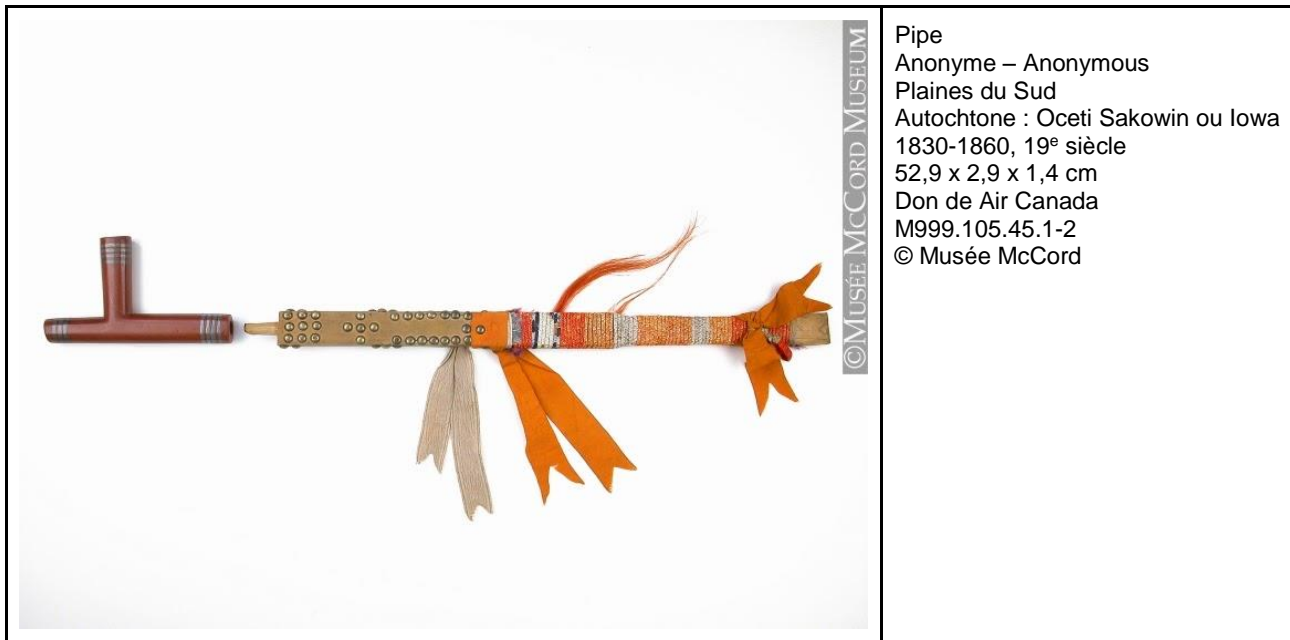 ©MUSÉE MCCORD MUSEUM
Pipe
Anonyme – Anonymous
Plaines du Sud
Autochtone : Oceti Sakowin ou Iowa
1830-1860, 19e siècle
52,9 x 2,9 x 1,4 cm
Don de Air Canada
M999.105.45.1-2
© Musée McCord